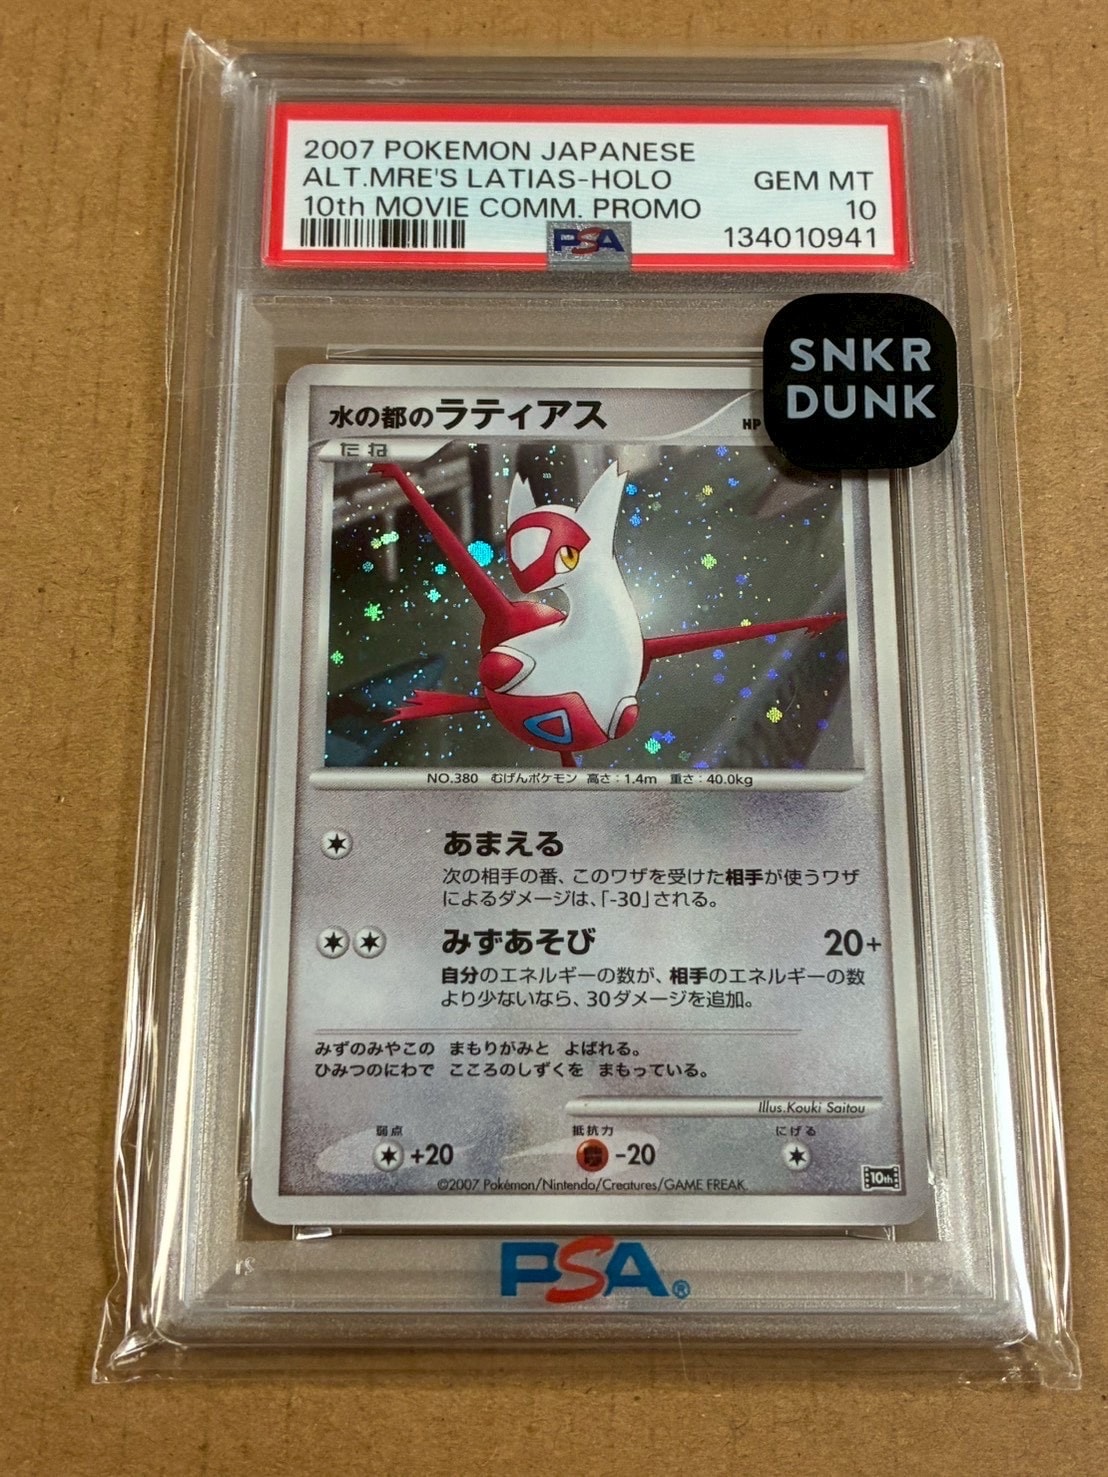 2007 POKEMON JAPANESE
ALT.MRE'S LATIAS-HOLO
GEM MT
10th MOVIE COMM. PROMO
10
PSA
134010941
SNKR
DUNK
水の都のラティアス
HP
たね
NO.380 むげんポケモン 高さ:1.4m 重さ:40.0kg
あまえる
次の相手の番、このワザを受けた相手が使うワザ
によるダメージは、「-30」される。
みずあそび 20+
自分のエネルギーの数が、相手のエネルギーの数
より少ないなら、30ダメージを追加。
みずのみやこの まもりがみと よばれる。
ひみつのにわで こころのしずくを まもっている。
Illus.Kouki Saitou
弱点 抵抗力 にげる
+20 -20
©2007 Pokémon/Nintendo/Creatures/GAME FREAK.
10th
PSA®